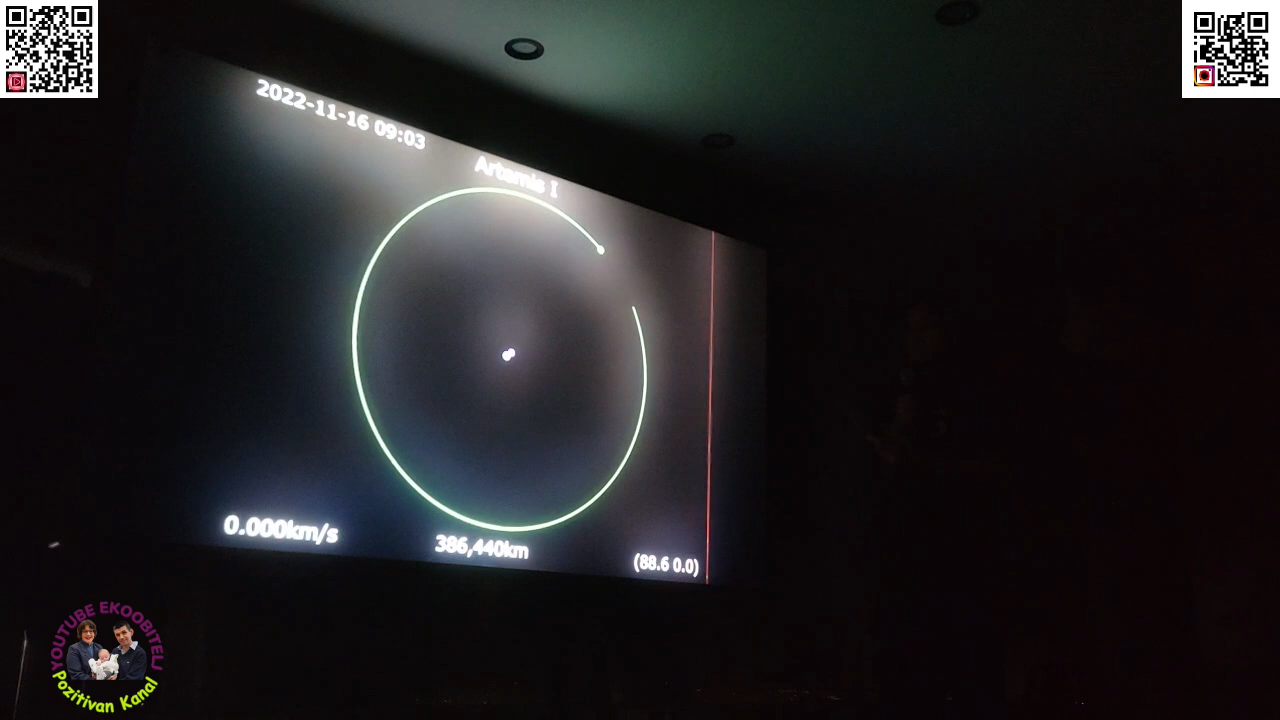 2022-11-16 09:03
Artemis I
0.000km/s
386,440km
(88.6 0.0)
YOUTUBE EKOOBITELJ
Pozitivan Kanal